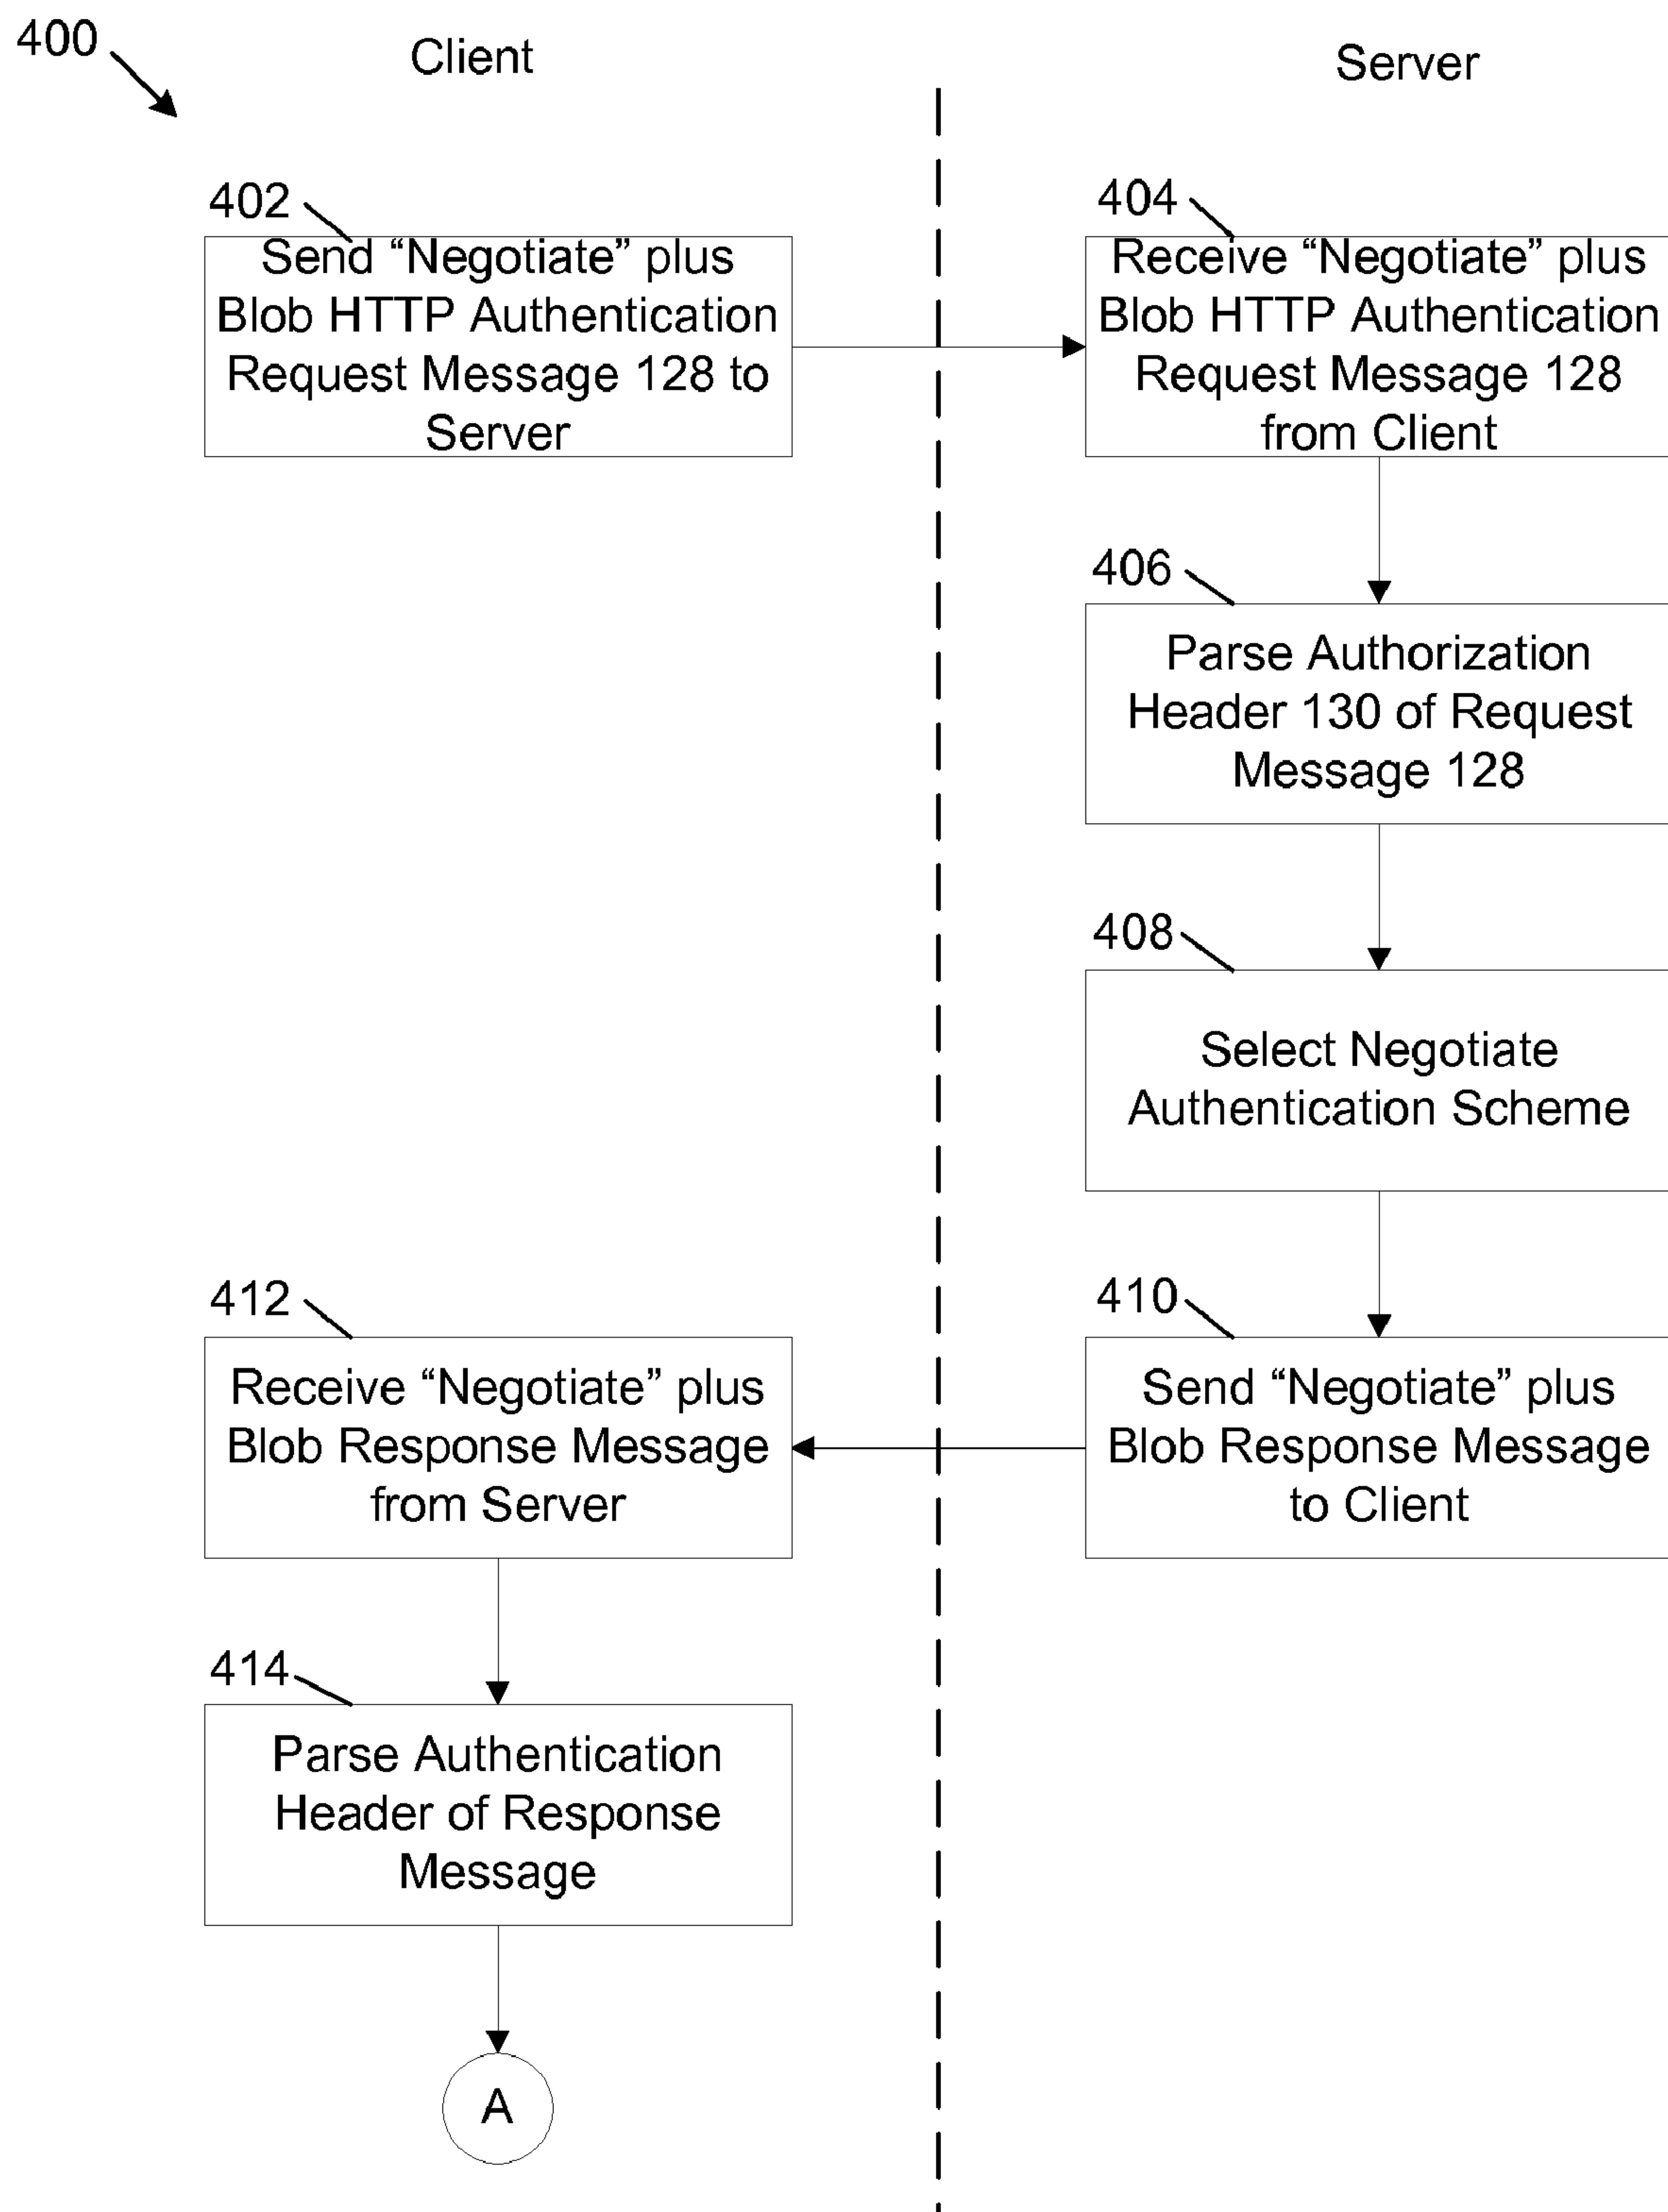 400
Client
Server
402
Send “Negotiate” plus
Blob HTTP Authentication
Request Message 128 to
Server
404
Receive “Negotiate” plus
Blob HTTP Authentication
Request Message 128
from Client
406
Parse Authorization
Header 130 of Request
Message 128
408
Select Negotiate
Authentication Scheme
410
Send “Negotiate” plus
Blob Response Message
to Client
412
Receive “Negotiate” plus
Blob Response Message
from Server
414
Parse Authentication
Header of Response
Message
A